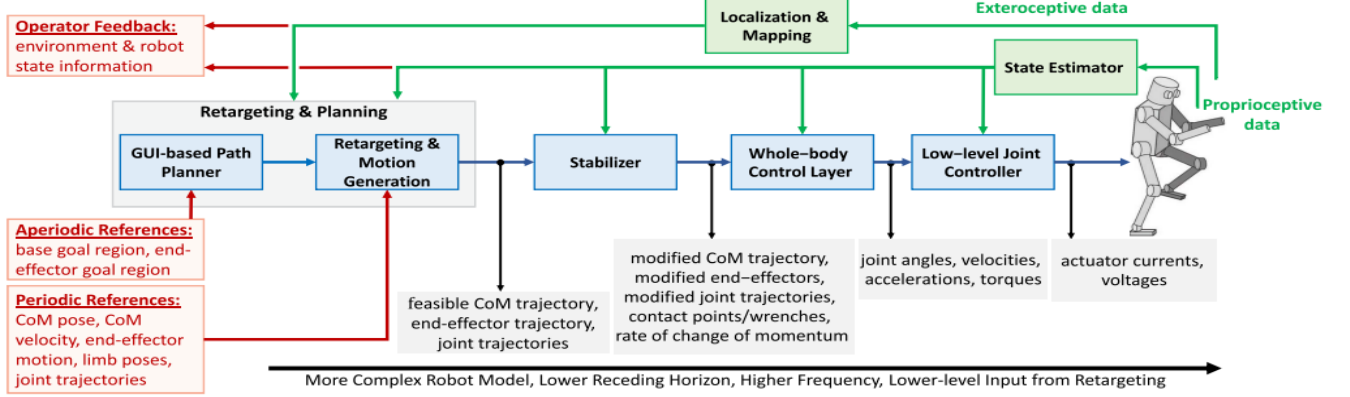 Operator Feedback:
environment & robot
state information
Localization &
Mapping
Exteroceptive data
State Estimator
Proprioceptive
data
Retargeting & Planning
GUI-based Path
Planner
Retargeting &
Motion
Generation
Stabilizer
Whole–body
Control Layer
Low–level Joint
Controller
Aperiodic References:
base goal region, end-
effector goal region
Periodic References:
CoM pose, CoM
velocity, end-effector
motion, limb poses,
joint trajectories
feasible CoM trajectory,
end-effector trajectory,
joint trajectories
modified CoM trajectory,
modified end–effectors,
modified joint trajectories,
contact points/wrenches,
rate of change of momentum
joint angles, velocities,
accelerations, torques
actuator currents,
voltages
More Complex Robot Model, Lower Receding Horizon, Higher Frequency, Lower-level Input from Retargeting